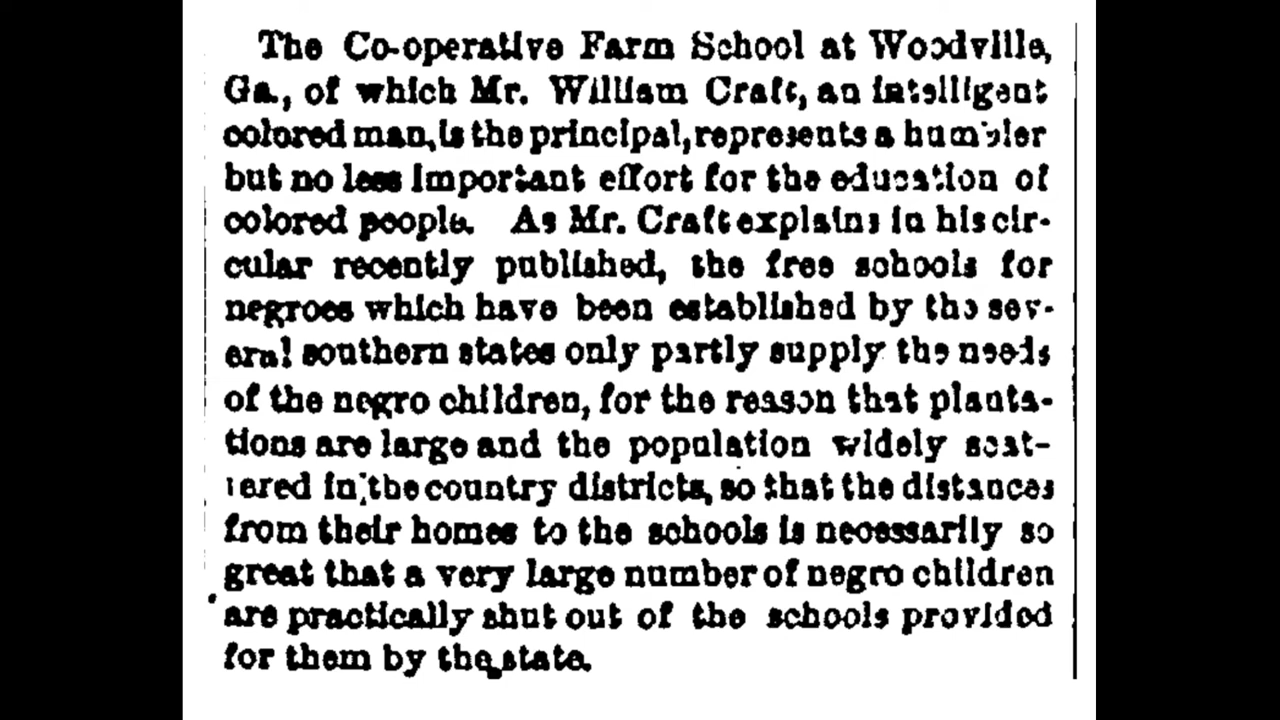 The Co-operative Farm School at Woodville,
Ga., of which Mr. William Craft, an intelligent
colored man, is the principal, represents a humbler
but no less important effort for the education of
colored people. As Mr. Craft explains in his cir-
cular recently published, the free schools for
negroes which have been established by the sev-
eral southern states only partly supply the needs
of the negro children, for the reason that planta-
tions are large and the population widely scat-
tered in the country districts, so that the distances
from their homes to the schools is necessarily so
great that a very large number of negro children
are practically shut out of the schools provided
for them by the state.